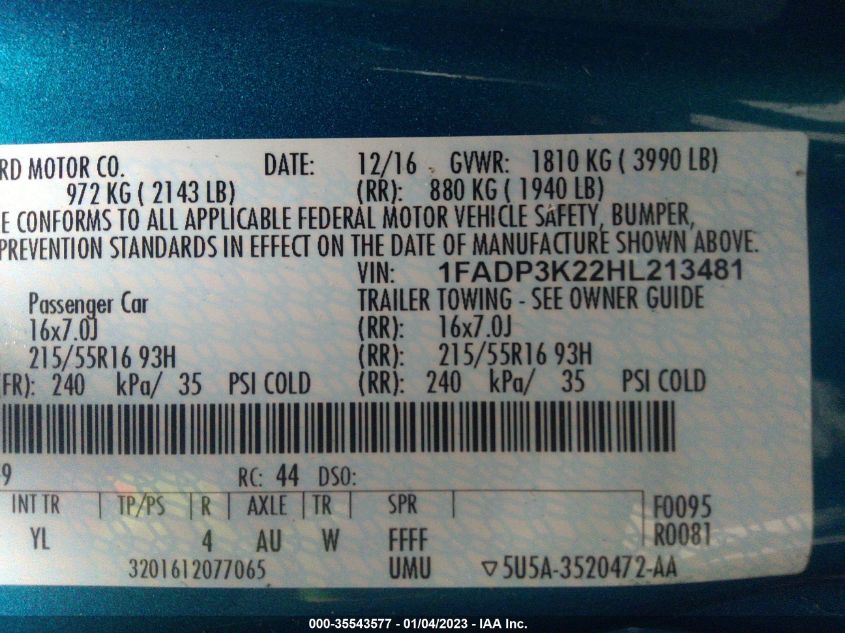 RD MOTOR CO. DATE: 12/16 GVWR: 1810 KG ( 3990 LB)
972 KG ( 2143 LB) (RR): 880 KG ( 1940 LB)
E CONFORMS TO ALL APPLICABLE FEDERAL MOTOR VEHICLE SAFETY, BUMPER,
PREVENTION STANDARDS IN EFFECT ON THE DATE OF MANUFACTURE SHOWN ABOVE.
VIN: 1FADP3K22HL213481
Passenger Car TRAILER TOWING - SEE OWNER GUIDE
16x7.0J (RR): 16x7.0J
215/55R16 93H (RR): 215/55R16 93H
FR): 240 kPa/ 35 PSI COLD (RR): 240 kPa/ 35 PSI COLD
9 RC: 44 DSO:
INT TR TP/PS R AXLE TR SPR F0095
YL 4 AU W FFFF R0081
3201612077065 UMU ▽5U5A-3520472-AA
000-35543577 - 01/04/2023 - IAA Inc.